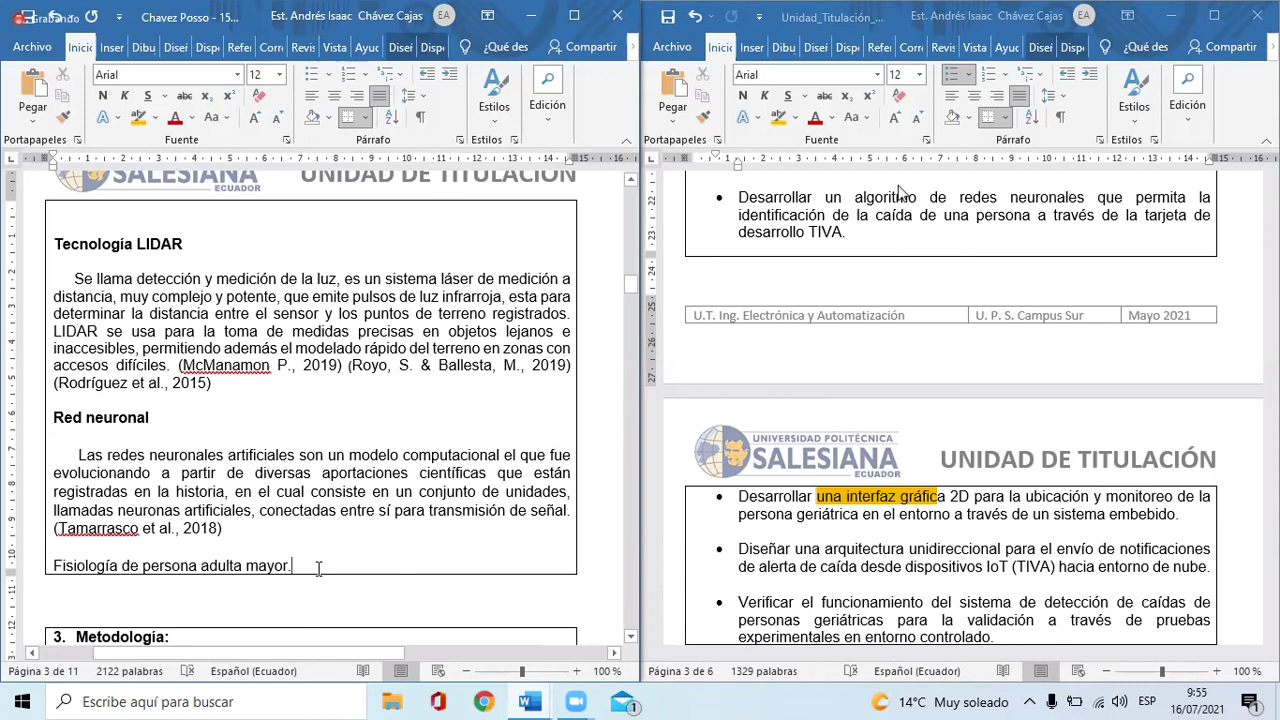 Grabando
Chavez Posso - 15...
Est. Andrés Isaac Chávez Cajas
EA
Archivo Inicio Inser Dibu Dise Refe Corr Revis Vista Disei Dispo ¿Qué des Compartir
Pegar
Portapapeles
Arial
12
Fuente
Párrafo
Estilos
Estilos
Edición
SALESIANA
ECUADOR
UNIDAD DE TITULACIÓN
Tecnología LIDAR
Se llama detección y medición de la luz, es un sistema láser de medición a
distancia, muy complejo y potente, que emite pulsos de luz infrarroja, esta para
determinar la distancia entre el sensor y los puntos de terreno registrados.
LIDAR se usa para la toma de medidas precisas en objetos lejanos e
inaccesibles, permitiendo además el modelado rápido del terreno en zonas con
accesos difíciles. (McManamon P., 2019) (Royo, S. & Ballesta, M., 2019)
(Rodríguez et al., 2015)
Red neuronal
Las redes neuronales artificiales son un modelo computacional el que fue
evolucionando a partir de diversas aportaciones científicas que están
registradas en la historia, en el cual consiste en un conjunto de unidades,
llamadas neuronas artificiales, conectadas entre sí para transmisión de señal.
(Tamarrasco et al., 2018)
Fisiología de persona adulta mayor.
3. Metodología:
Página 3 de 11
2122 palabras
Español (Ecuador)
100 %
Unidad_Titulación_...
Est. Andrés Isaac Chávez Cajas
EA
Archivo
¿Qué des Compartir
Pegar
Portapapeles
Arial
12
Fuente
Párrafo
Estilos
Estilos
Edición
Desarrollar un algoritmo de redes neuronales que permita la
identificación de la caída de una persona a través de la tarjeta de
desarrollo TIVA.
U.T. Ing. Electrónica y Automatización
U. P. S. Campus Sur
Mayo 2021
UNIVERSIDAD POLITÉCNICA
SALESIANA
ECUADOR
UNIDAD DE TITULACIÓN
Desarrollar una interfaz gráfica 2D para la ubicación y monitoreo de la
persona geriátrica en el entorno a través de un sistema embebido.
Diseñar una arquitectura unidireccional para el envío de notificaciones
de alerta de caída desde dispositivos IoT (TIVA) hacia entorno de nube.
Verificar el funcionamiento del sistema de detección de caídas de
personas geriátricas para la validación a través de pruebas
experimentales en entorno controlado.
Página 3 de 6
1329 palabras
Español (Ecuador)
100 %
Escribe aquí para buscar
14°C Muy soleado
ESP
9:55
16/07/2021